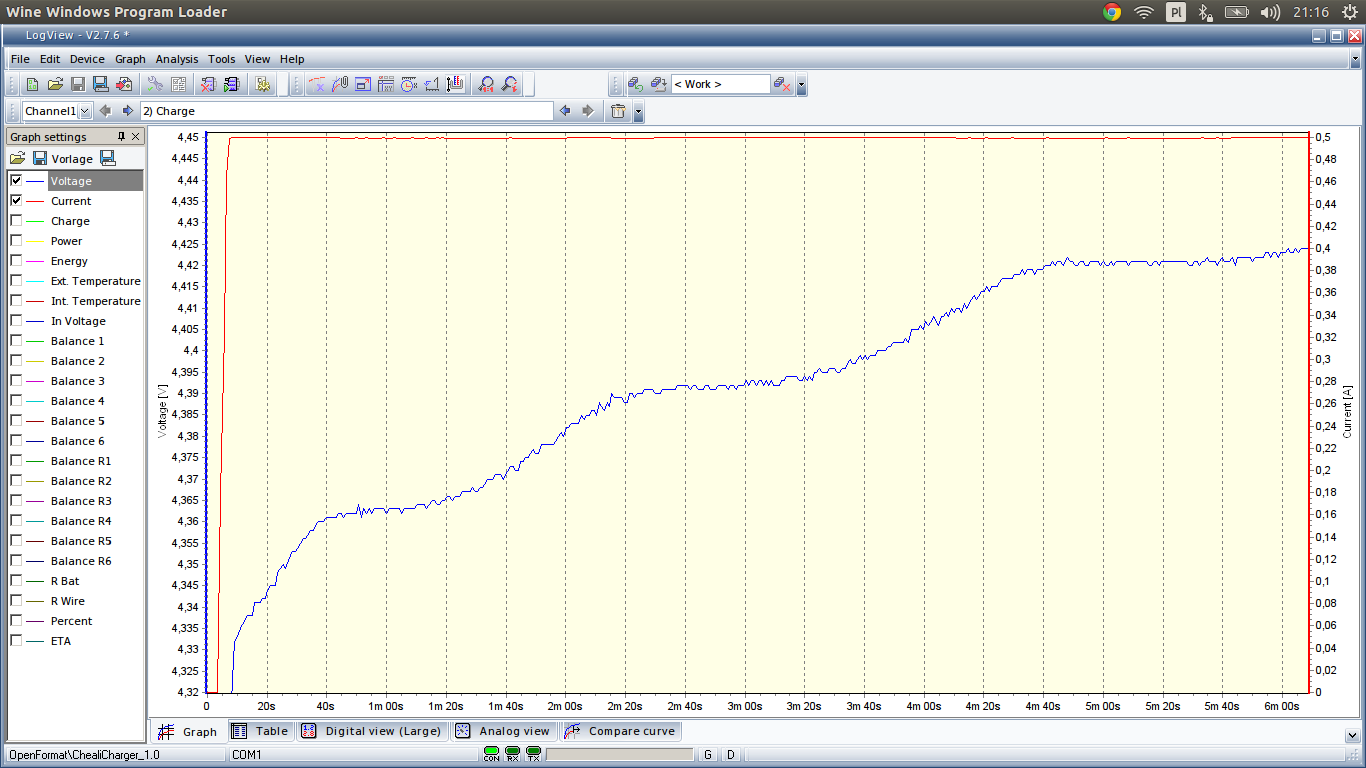 Wine Windows Program Loader
Pl
21:16
LogView - V2.7.6 *
File Edit Device Graph Analysis Tools View Help
< Work >
Channel1
2) Charge
Graph settings
Vorlage
Voltage
Current
Charge
Power
Energy
Ext. Temperature
Int. Temperature
In Voltage
Balance 1
Balance 2
Balance 3
Balance 4
Balance 5
Balance 6
Balance R1
Balance R2
Balance R3
Balance R4
Balance R5
Balance R6
R Bat
R Wire
Percent
ETA
4,45
4,445
4,44
4,435
4,43
4,425
4,42
4,415
4,41
4,405
4,4
4,395
4,39
4,385
4,38
4,375
4,37
4,365
4,36
4,355
4,35
4,345
4,34
4,335
4,33
4,325
4,32
Voltage [V]
0 20s 40s 1m 00s 1m 20s 1m 40s 2m 00s 2m 20s 2m 40s 3m 00s 3m 20s 3m 40s 4m 00s 4m 20s 4m 40s 5m 00s 5m 20s 5m 40s 6m 00s
0,5
0,48
0,46
0,44
0,42
0,4
0,38
0,36
0,34
0,32
0,3
0,28
0,26
0,24
0,22
0,2
0,18
0,16
0,14
0,12
0,1
0,08
0,06
0,04
0,02
0
Current [A]
Graph Table Digital view (Large) Analog view Compare curve
OpenFormat\ChealiCharger_1.0 COM1 CON RX TX G D